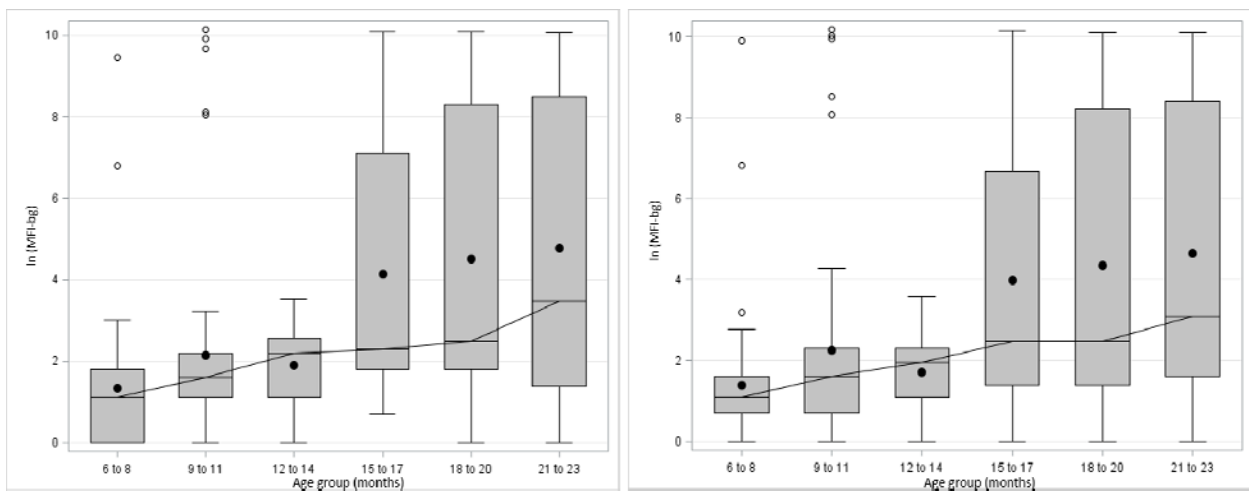 10
8
6
4
2
0
ln (MFI-bg)
6 to 8
9 to 11
12 to 14
15 to 17
18 to 20
21 to 23
Age group (months)
10
8
6
4
2
0
ln (MFI-bg)
6 to 8
9 to 11
12 to 14
15 to 17
18 to 20
21 to 23
Age group (months)